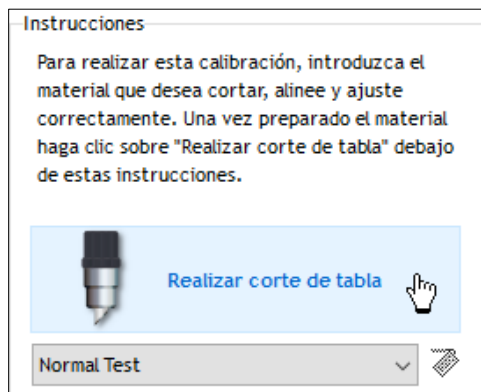 Instrucciones
Para realizar esta calibración, introduzca el
material que desea cortar, alinee y ajuste
correctamente. Una vez preparado el material
haga clic sobre "Realizar corte de tabla" debajo
de estas instrucciones.
Realizar corte de tabla
Normal Test